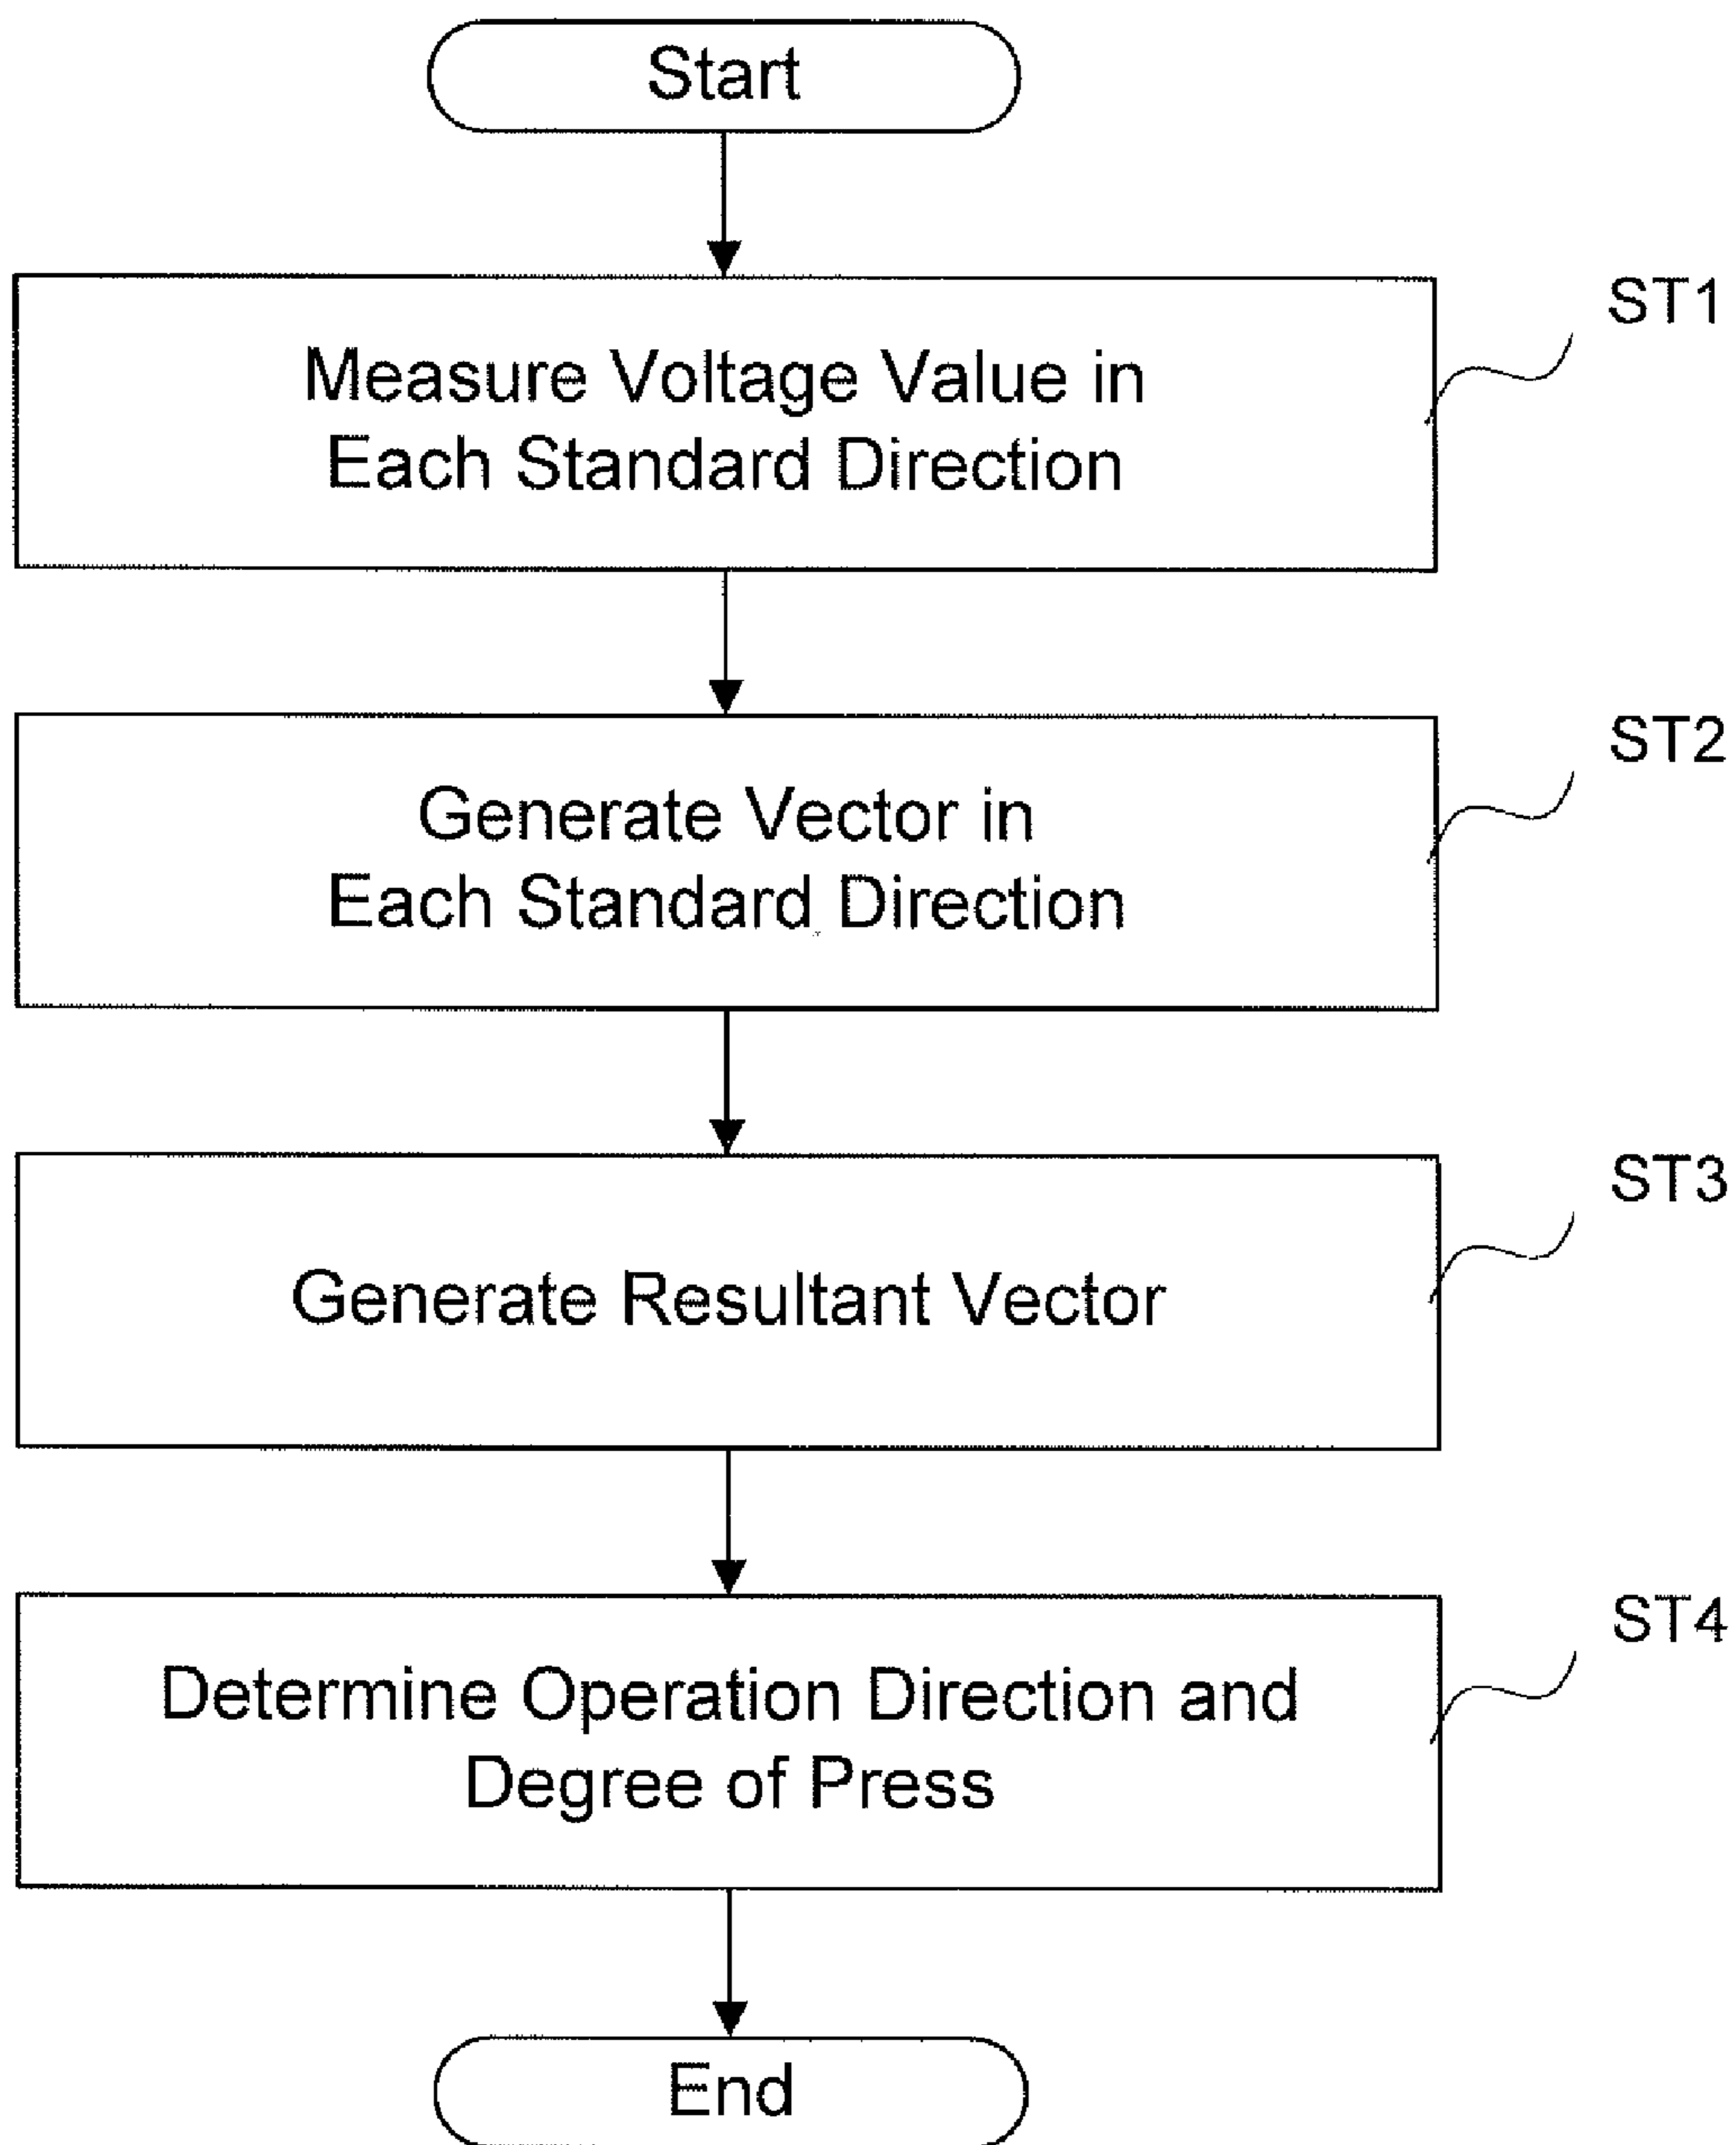 Start
ST1
Measure Voltage Value in
Each Standard Direction
ST2
Generate Vector in
Each Standard Direction
ST3
Generate Resultant Vector
ST4
Determine Operation Direction and
Degree of Press
End